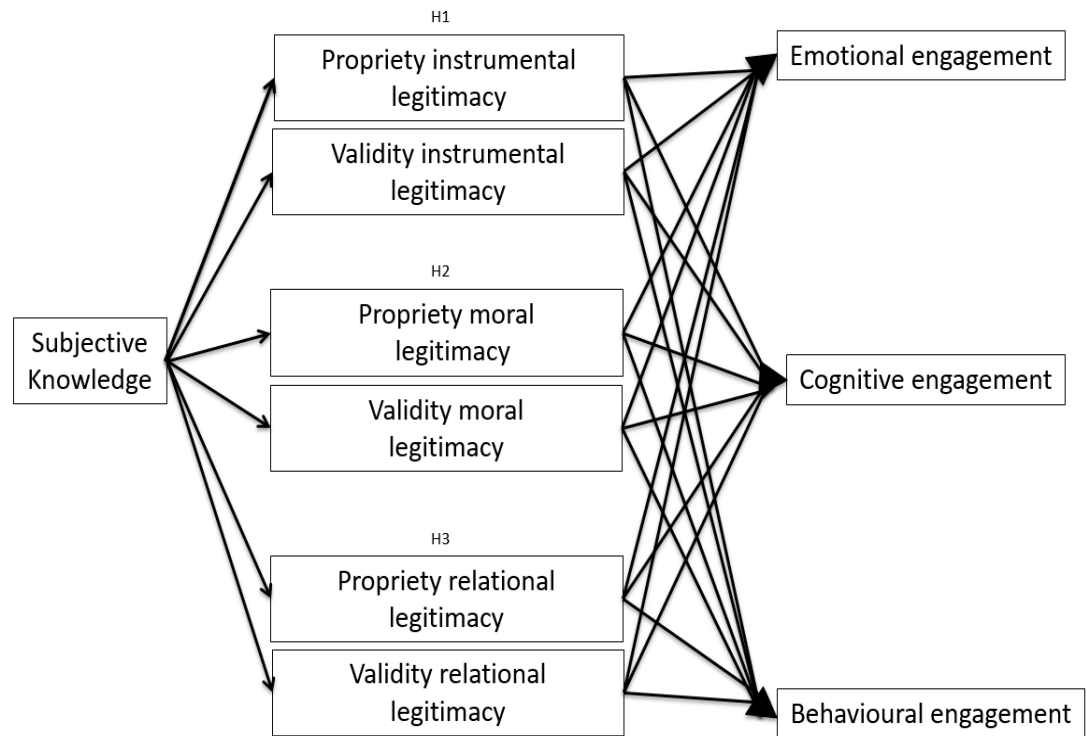 H1
Propriety instrumental
legitimacy
Validity instrumental
legitimacy
H2
Propriety moral
legitimacy
Validity moral
legitimacy
H3
Propriety relational
legitimacy
Validity relational
legitimacy
Subjective
Knowledge
Emotional engagement
Cognitive engagement
Behavioural engagement